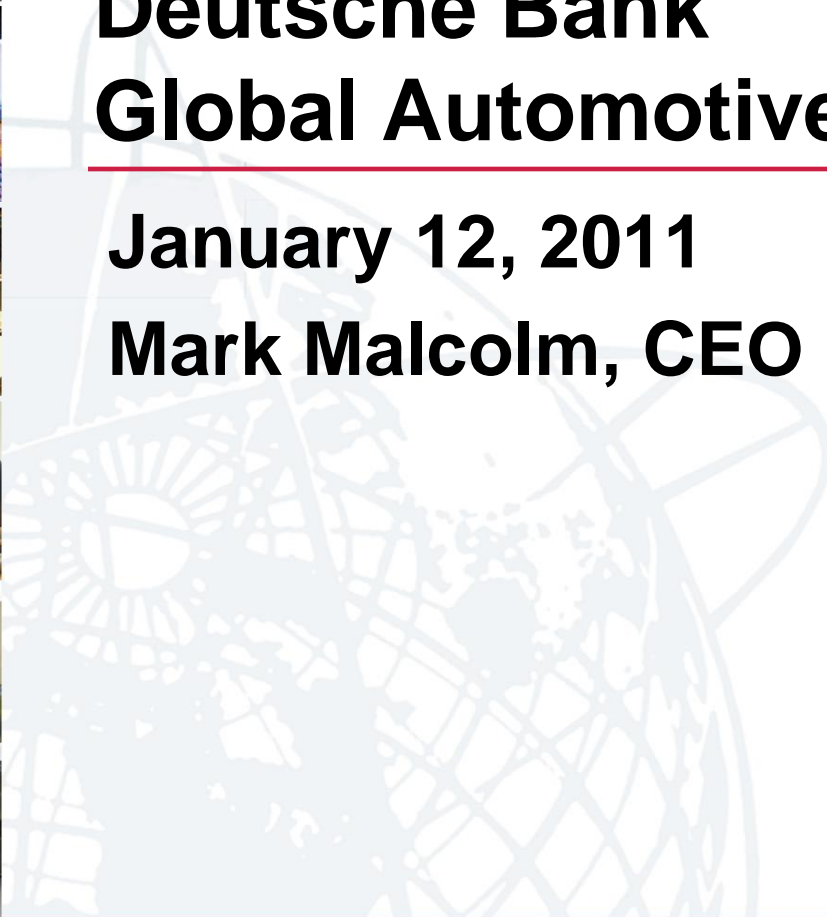 Deutsche Bank
Global Automotive
January 12, 2011
Mark Malcolm, CEO